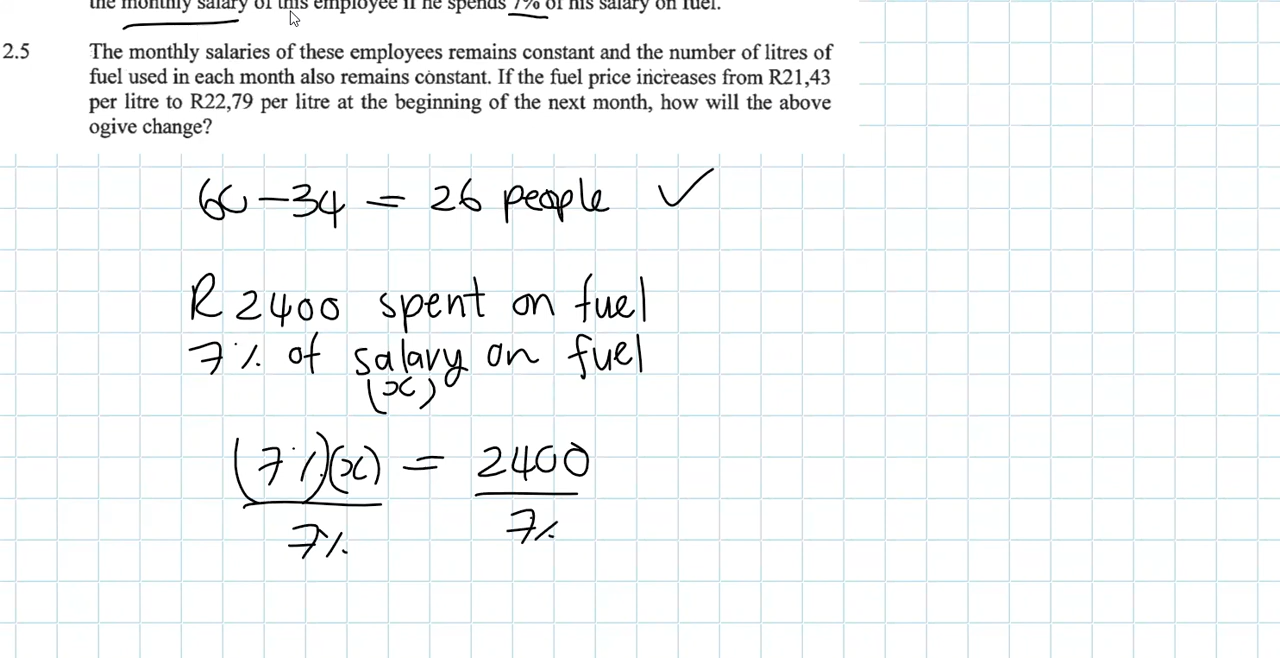 the monthly salary of this employee if he spends 7% of his salary on fuel.
2.5 The monthly salaries of these employees remains constant and the number of litres of
fuel used in each month also remains constant. If the fuel price increases from R21,43
per litre to R22,79 per litre at the beginning of the next month, how will the above
ogive change?
60 - 34 = 26 people ✓
R 2400 spent on fuel
7% of salary on fuel
(x)
(7%)(x) = 2400
7% 7%